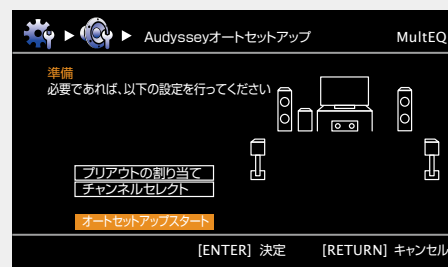 Audysseyオートセットアップ MultEQ
準備
必要であれば、以下の設定を行ってください
プリアウトの割り当て
チャンネルセレクト
オートセットアップスタート
[ENTER] 決定 [RETURN] キャンセル